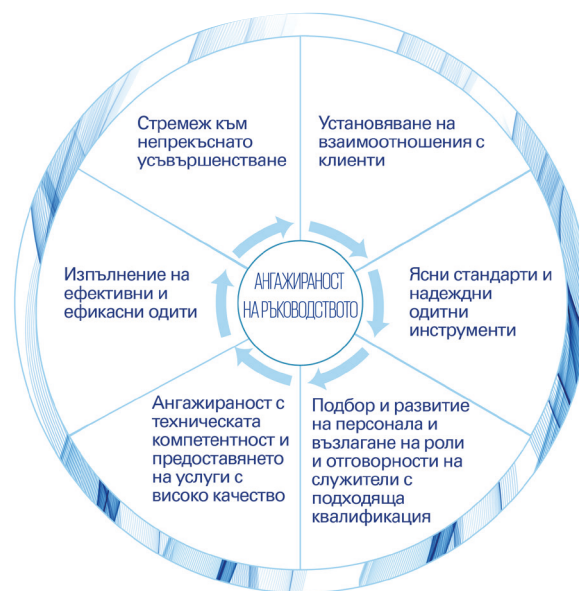 Стремеж към
непрекъснато
усъвършенстване
Установяване на
взаимоотношения с
клиенти
Изпълнение на
ефективни и
ефикасни одити
АНГАЖИРАНОСТ
НА РЪКОВОДСТВОТО
Ясни стандарти и
надеждни
одитни
инструменти
Ангажираност с
техническата
компетентност и
предоставянето
на услуги с
високо качество
Подбор и развитие
на персонала и
възлагане на роли
и отговорности на
служители с
подходяща
квалификация